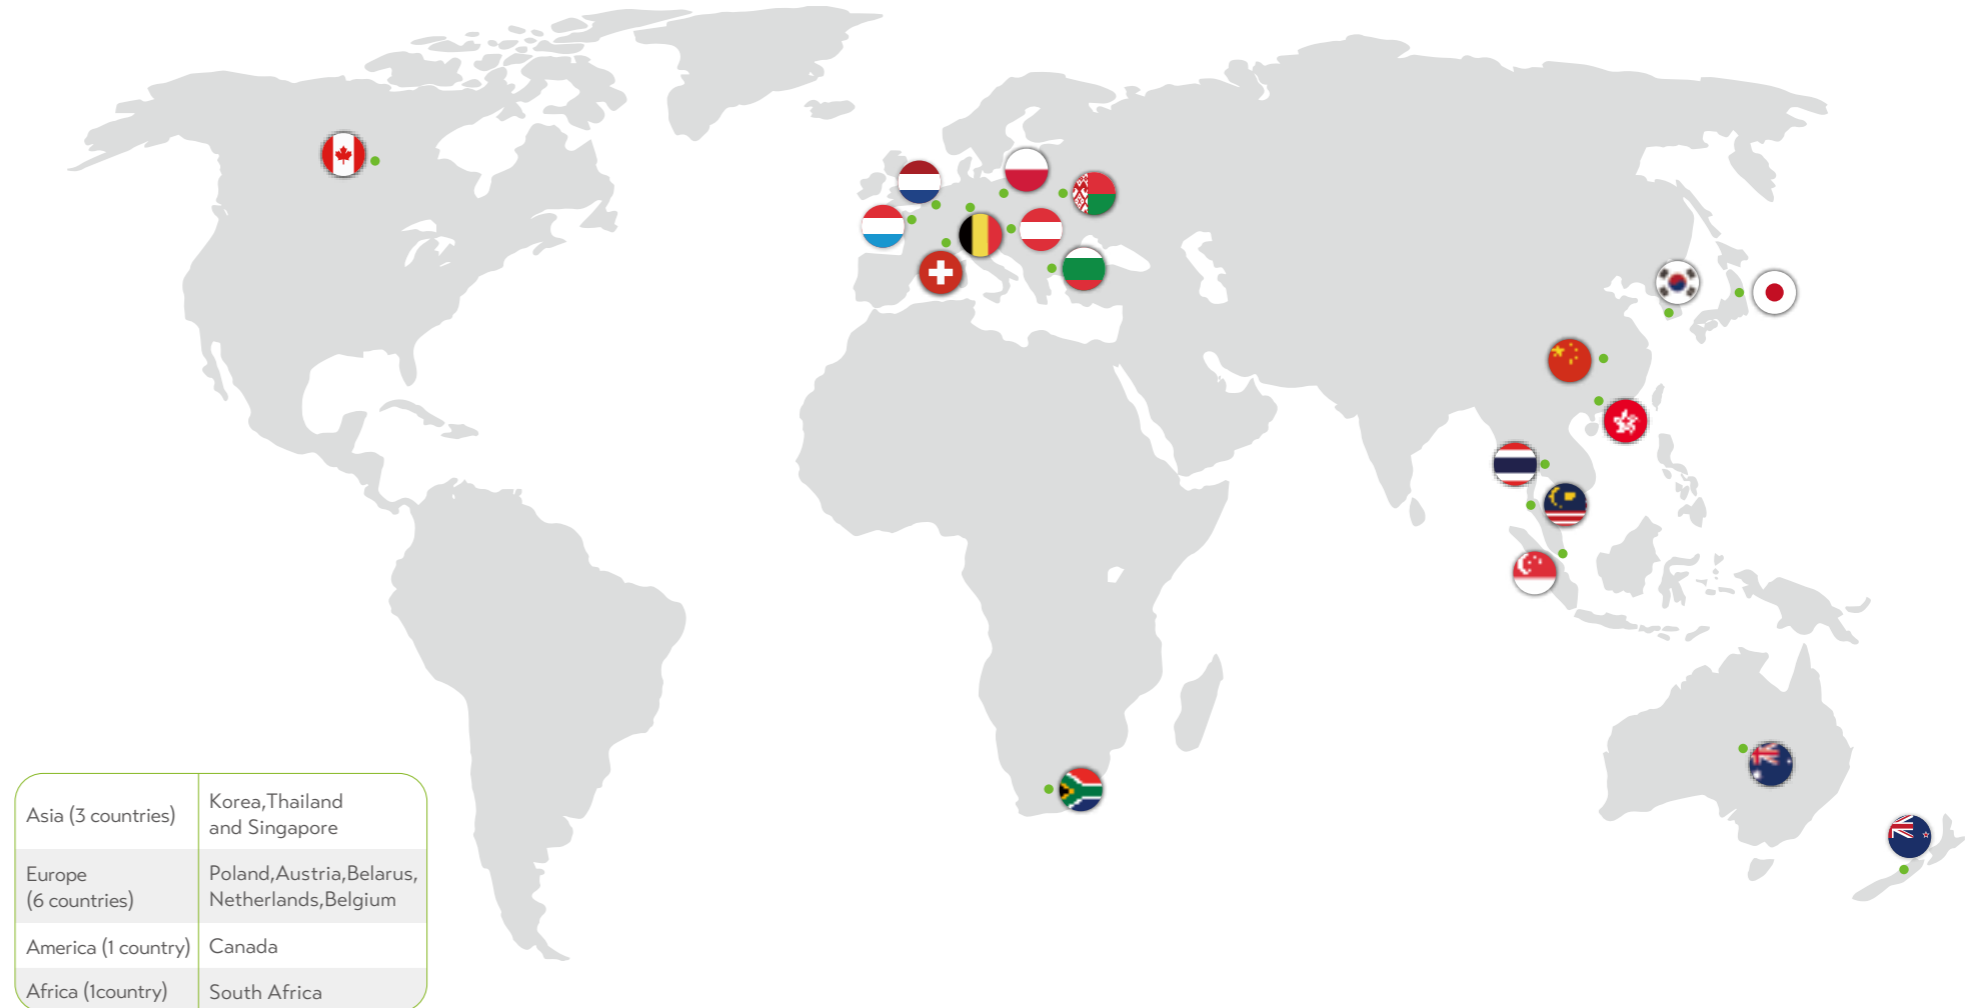 Asia (3 countries)
Korea,Thailand
and Singapore
Europe
(6 countries)
Poland,Austria,Belarus,
Netherlands,Belgium
America (1 country)
Canada
Africa (1country)
South Africa